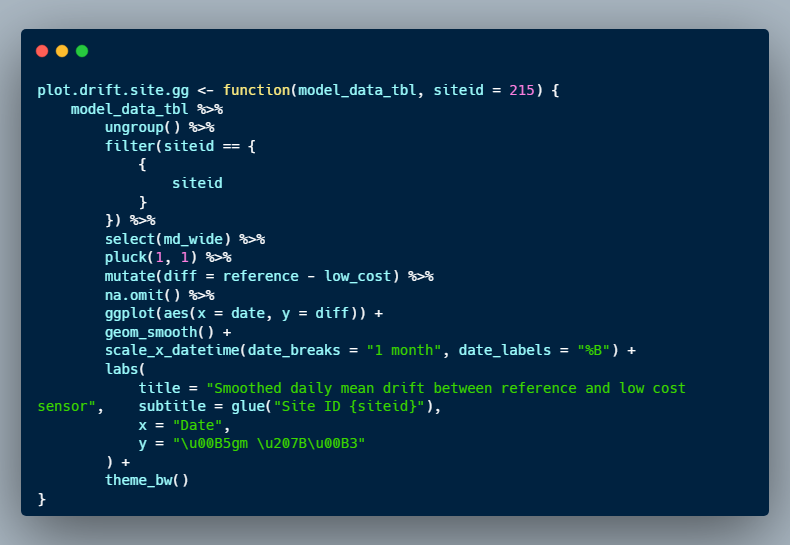 plot.drift.site.gg <- function(model_data_tbl, siteid = 215) {
    model_data_tbl %>%
        ungroup() %>%
        filter(siteid == {
            {
                siteid
            }
        }) %>%
        select(md_wide) %>%
        pluck(1, 1) %>%
        mutate(diff = reference - low_cost) %>%
        na.omit() %>%
        ggplot(aes(x = date, y = diff)) +
        geom_smooth() +
        scale_x_datetime(date_breaks = "1 month", date_labels = "%B") +
        labs(
            title = "Smoothed daily mean drift between reference and low cost
sensor",    subtitle = glue("Site ID {siteid}"),
            x = "Date",
            y = "\u00B5gm \u207B\u00B3"
        ) +
        theme_bw()
}